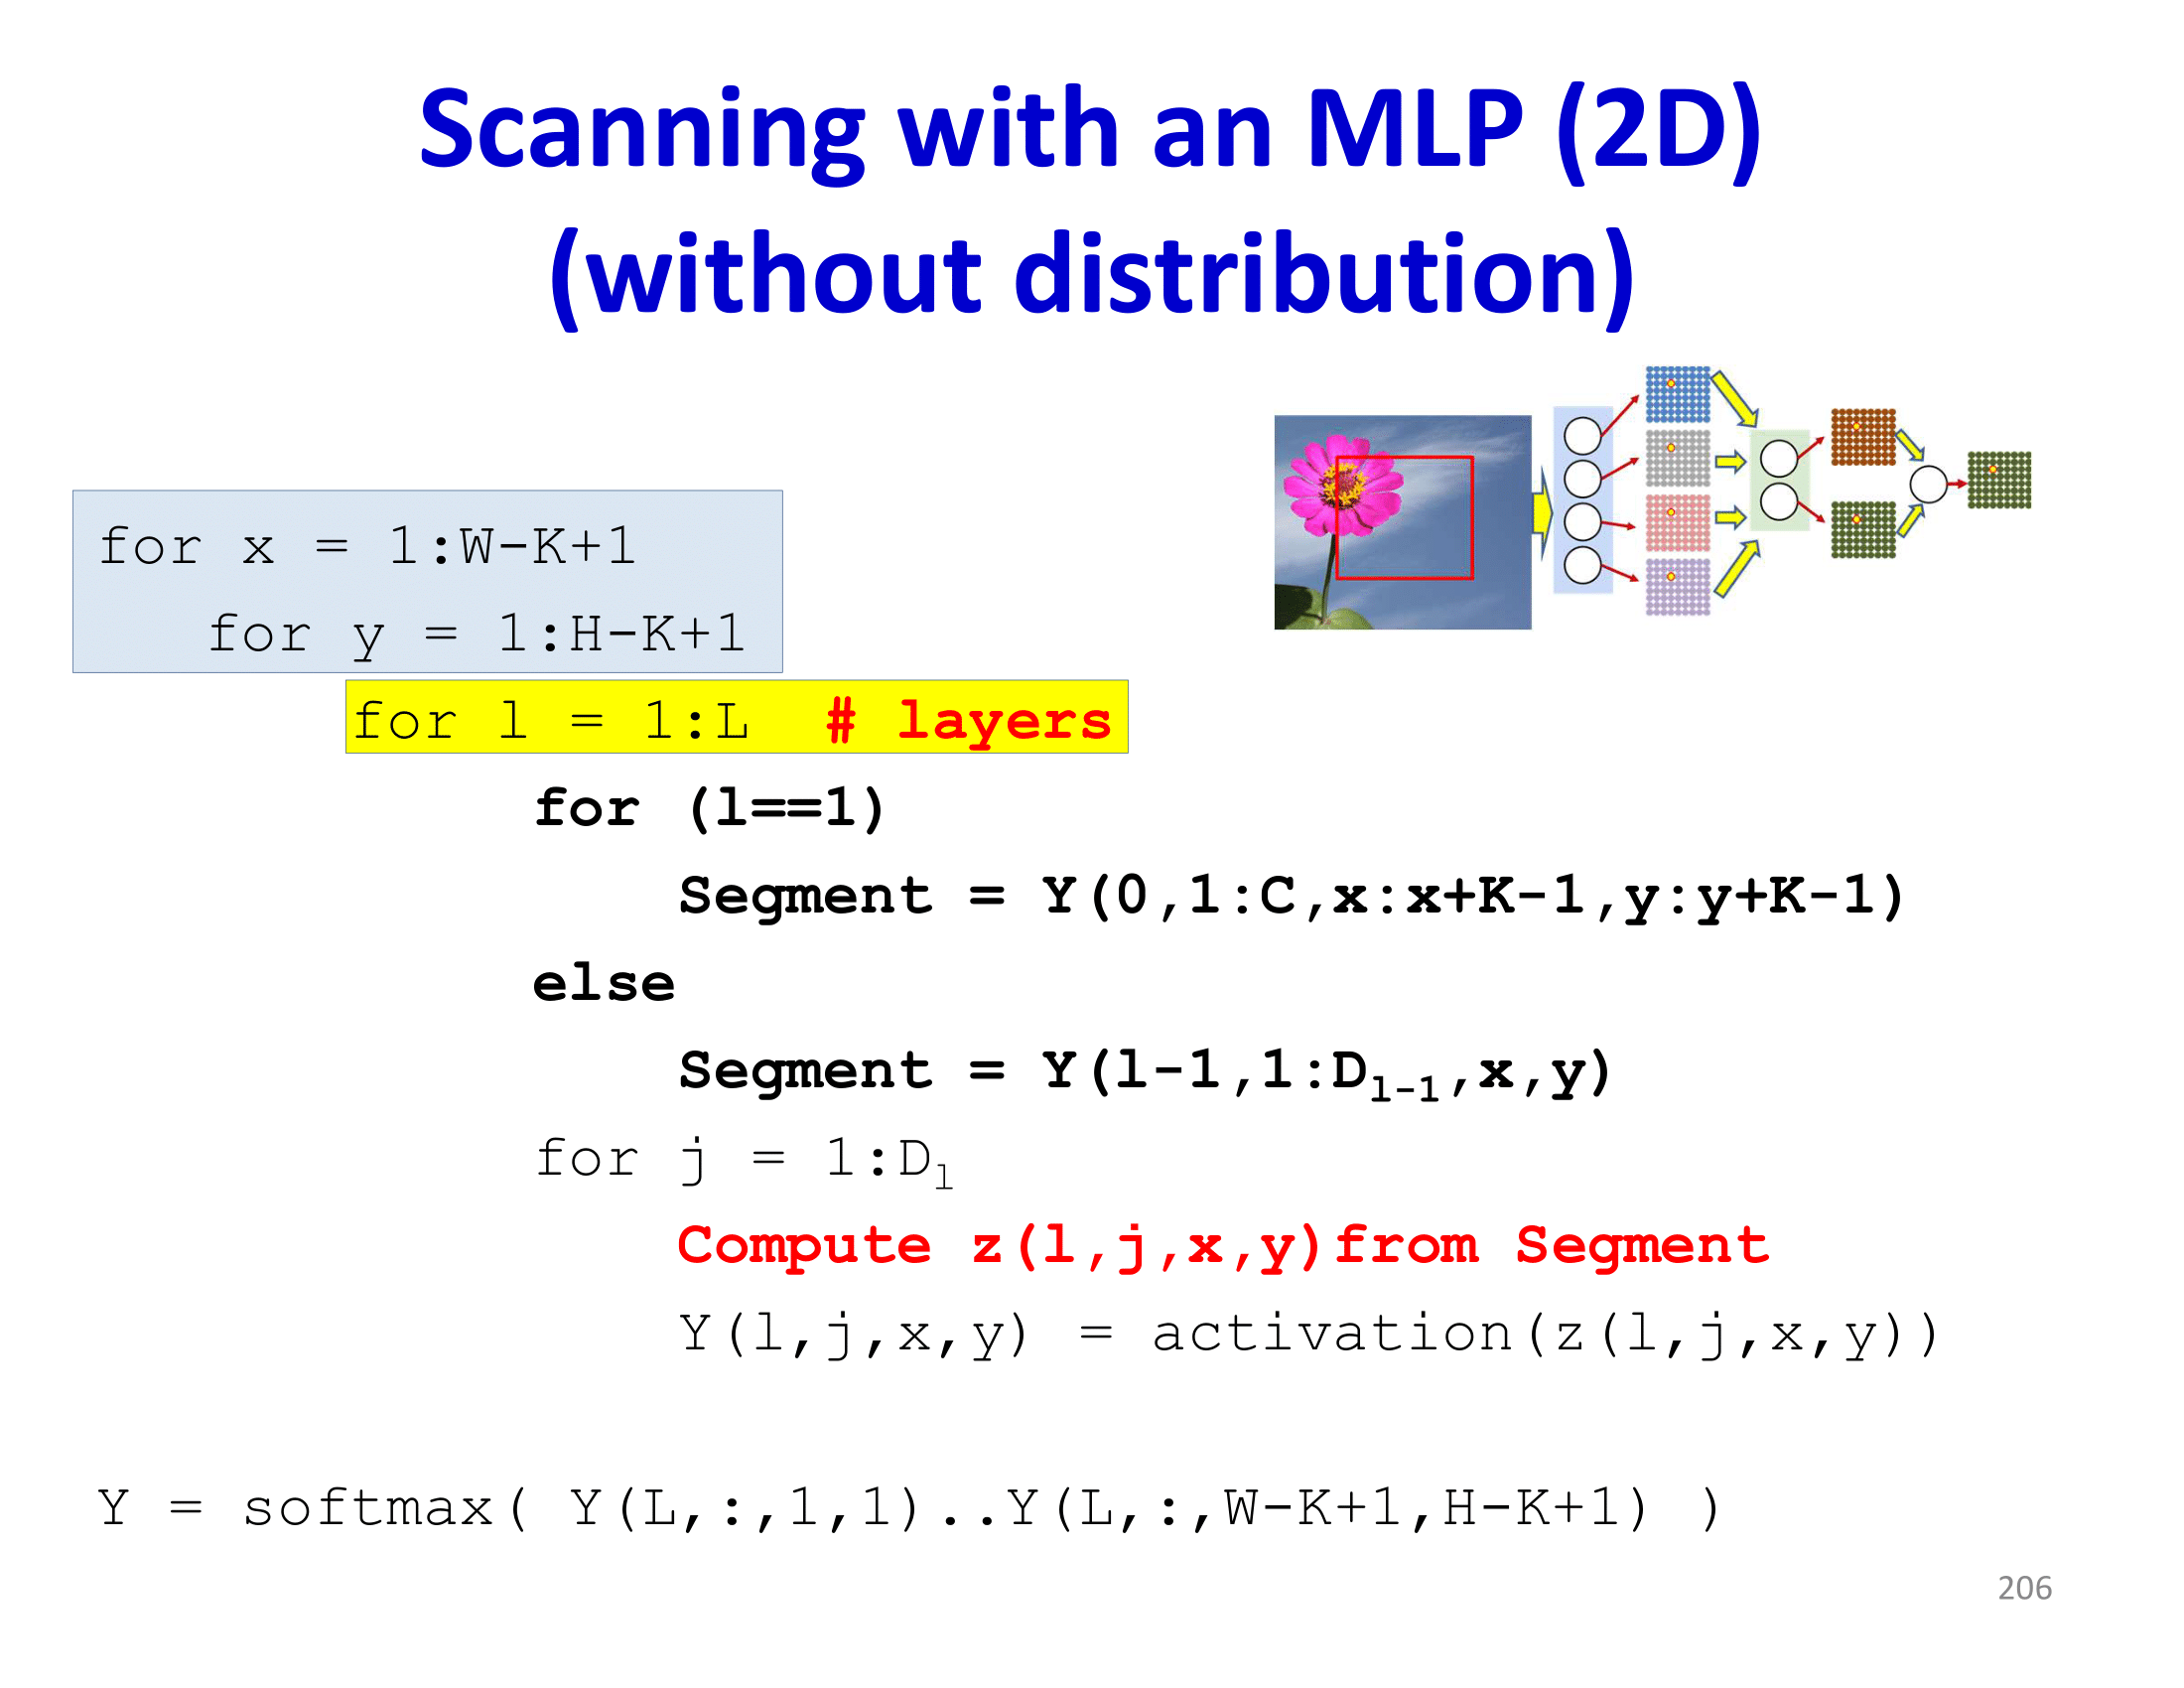 Scanning with an MLP (2D)
(without distribution)
for x = 1:W-K+1
for y = 1:H-K+1
for l = 1:L # layers
for (l==1)
Segment = Y(0,1:C,x:x+K-1,y:y+K-1)
else
Segment = Y(l-1,1:Dl-1,x,y)
for j = 1:Dl
Compute z(l,j,x,y)from Segment
Y(l,j,x,y) = activation(z(l,j,x,y))
Y = softmax( Y(L,:,1,1)..Y(L,:,W-K+1,H-K+1) )
206